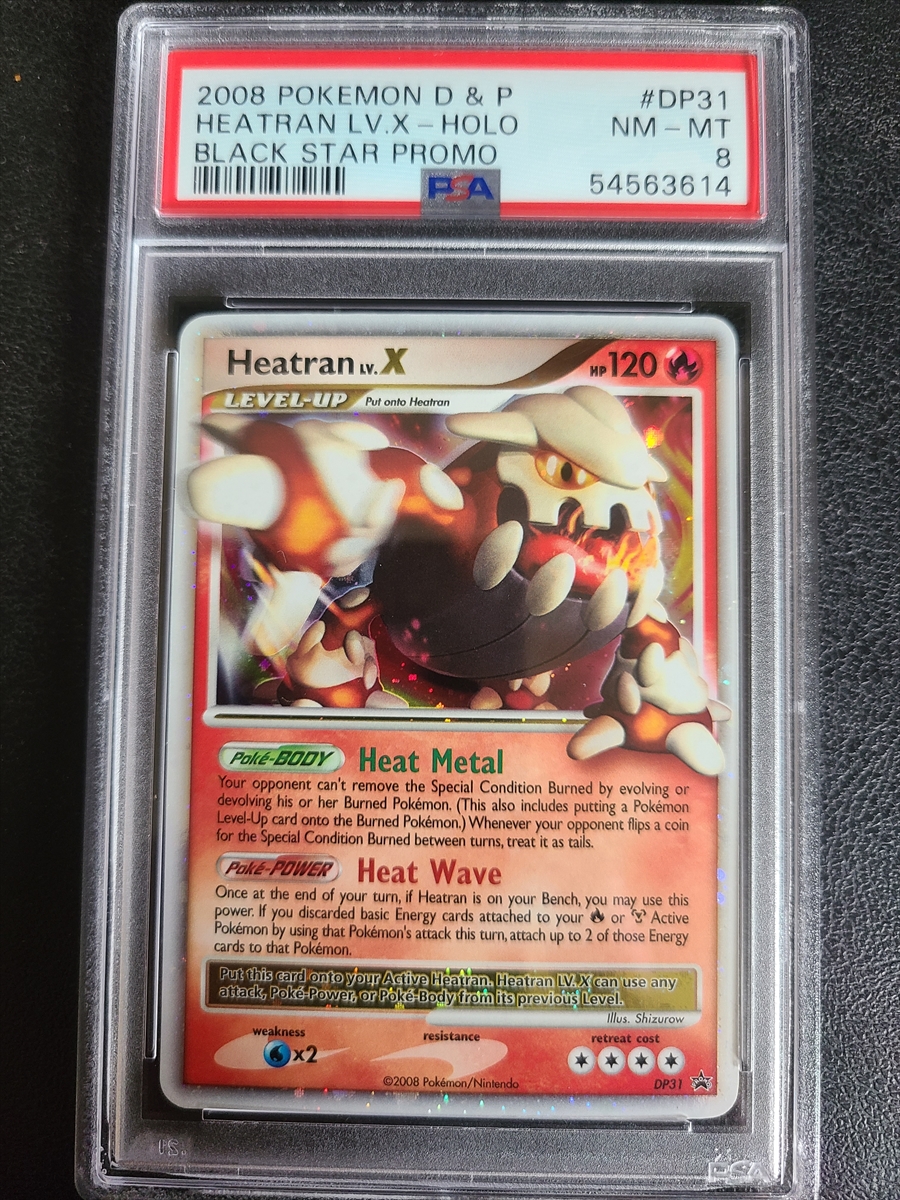 2008 POKEMON D & P #DP31
HEATRAN LV.X - HOLO NM - MT
BLACK STAR PROMO 8
PSA 54563614
Heatran LV. X HP 120
LEVEL-UP Put onto Heatran
Poké-BODY Heat Metal
Your opponent can't remove the Special Condition Burned by evolving or
devolving his or her Burned Pokémon. (This also includes putting a Pokémon
Level-Up card onto the Burned Pokémon.) Whenever your opponent flips a coin
for the Special Condition Burned between turns, treat it as tails.
Poké-POWER Heat Wave
Once at the end of your turn, if Heatran is on your Bench, you may use this
power. If you discarded basic Energy cards attached to your or Active
Pokémon by using that Pokémon's attack this turn, attach up to 2 of those Energy
cards to that Pokémon.
Put this card onto your Active Heatran. Heatran LV. X can use any
attack, Poké-Power, or Poké-Body from its previous Level.
Illus. Shizurow
weakness resistance retreat cost
x2
©2008 Pokémon/Nintendo DP31
PSA